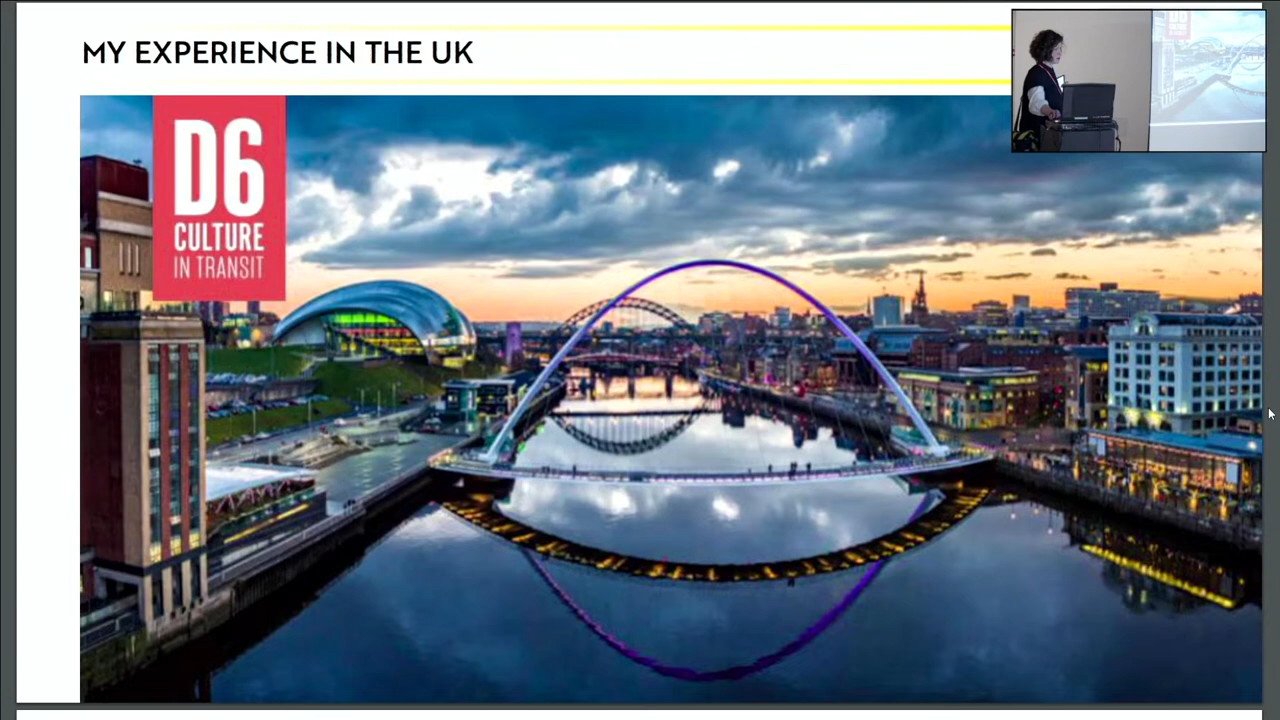 MY EXPERIENCE IN THE UK
D6
CULTURE
IN TRANSIT